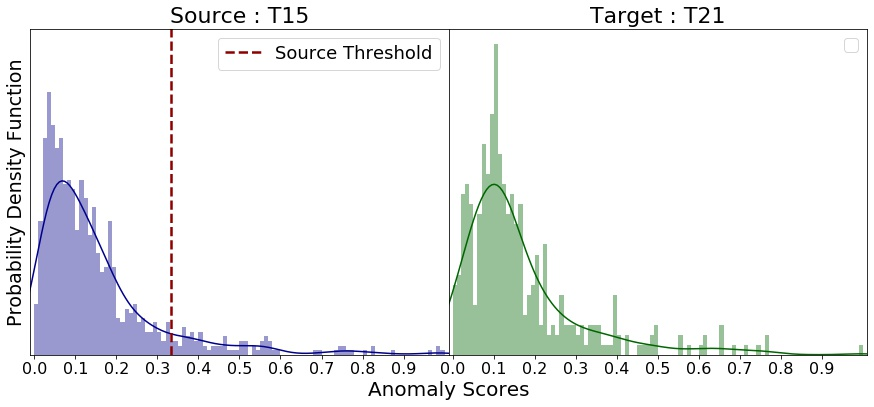 Source : T15
Target : T21
Source Threshold
Probability Density Function
0.0 0.1 0.2 0.3 0.4 0.5 0.6 0.7 0.8 0.9 0.0 0.1 0.2 0.3 0.4 0.5 0.6 0.7 0.8 0.9
Anomaly Scores